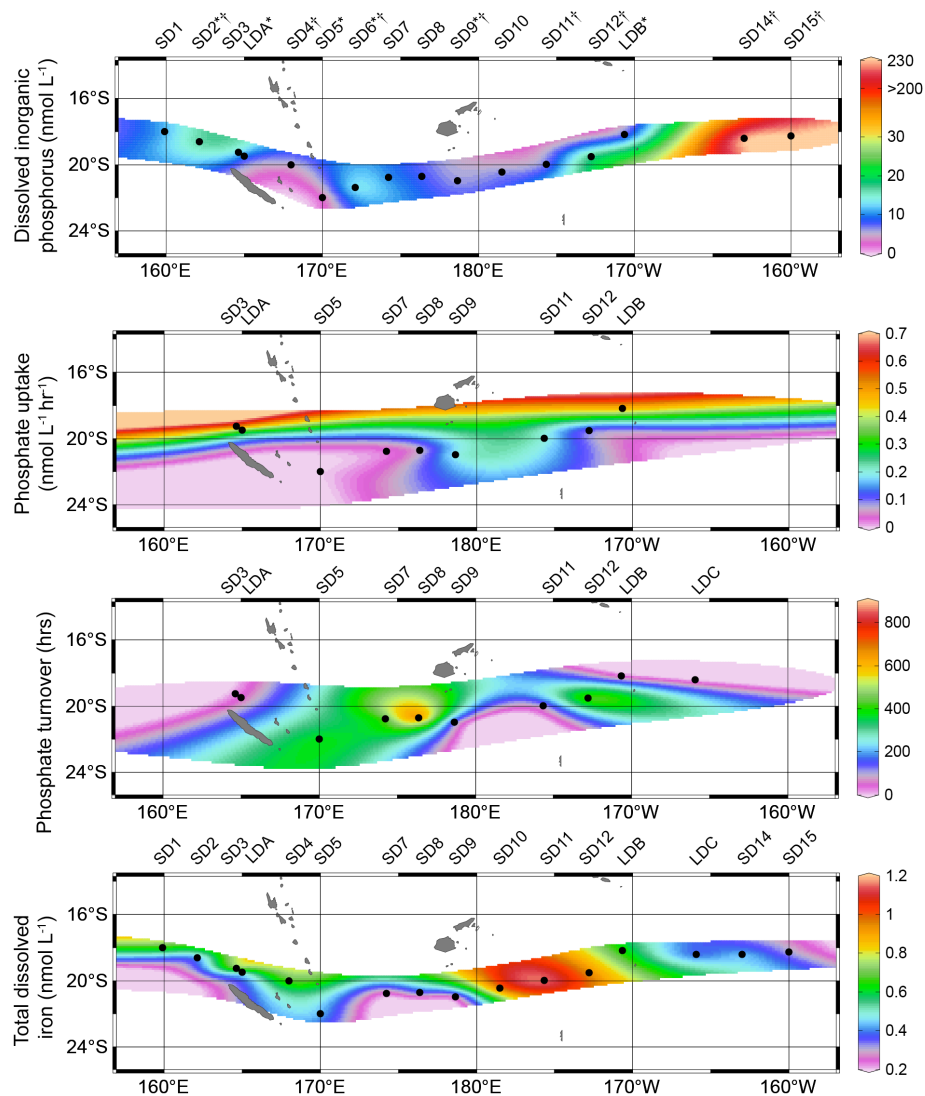 SD1 SD2*† SD3 LDA* SD4† SD5* SD6*† SD7 SD8 SD9*† SD10 SD11† SD12† LDB* SD14† SD15†
Dissolved inorganic
phosphorus (nmol L-1)
16°S
20°S
24°S
160°E 170°E 180°E 170°W 160°W
230
>200
30
20
10
0
SD3 LDA SD5 SD7 SD8 SD9 SD11 SD12 LDB
Phosphate uptake
(nmol L-1 hr-1)
16°S
20°S
24°S
160°E 170°E 180°E 170°W 160°W
0.7
0.6
0.5
0.4
0.3
0.2
0.1
0
SD3 LDA SD5 SD7 SD8 SD9 SD11 SD12 LDB LDC
Phosphate turnover (hrs)
16°S
20°S
24°S
160°E 170°E 180°E 170°W 160°W
800
600
400
200
0
SD1 SD2 SD3 LDA SD4 SD5 SD7 SD8 SD9 SD10 SD11 SD12 LDB LDC SD14 SD15
Total dissolved
iron (nmol L-1)
16°S
20°S
24°S
160°E 170°E 180°E 170°W 160°W
1.2
1
0.8
0.6
0.4
0.2